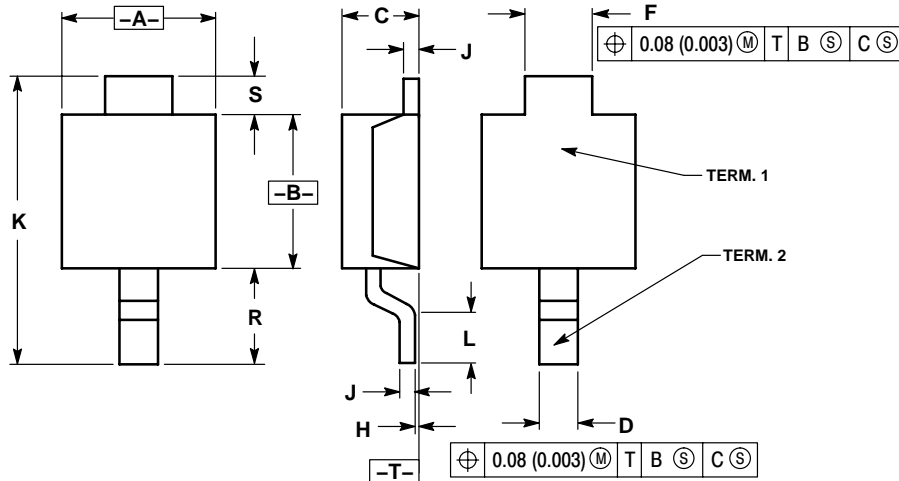 –A–
C
F
⌖ 0.08 (0.003) Ⓜ T B Ⓢ C Ⓢ
J
S
TERM. 1
–B–
K
TERM. 2
R
L
J
D
H
⌖ 0.08 (0.003) Ⓜ T B Ⓢ C Ⓢ
–T–